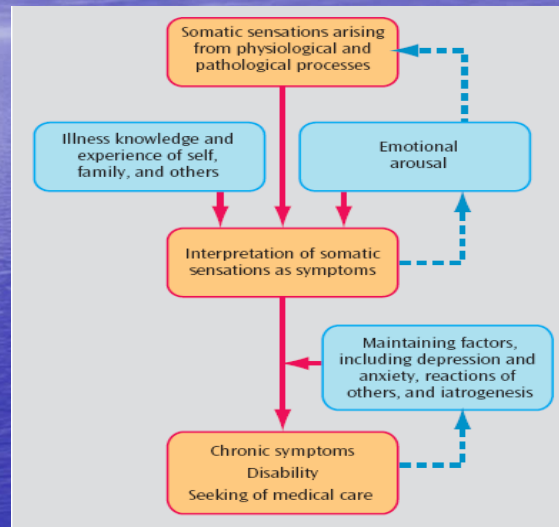 Somatic sensations arising
from physiological and
pathological processes
Illness knowledge and
experience of self,
family, and others
Emotional
arousal
Interpretation of somatic
sensations as symptoms
Maintaining factors,
including depression and
anxiety, reactions of
others, and iatrogenesis
Chronic symptoms
Disability
Seeking of medical care